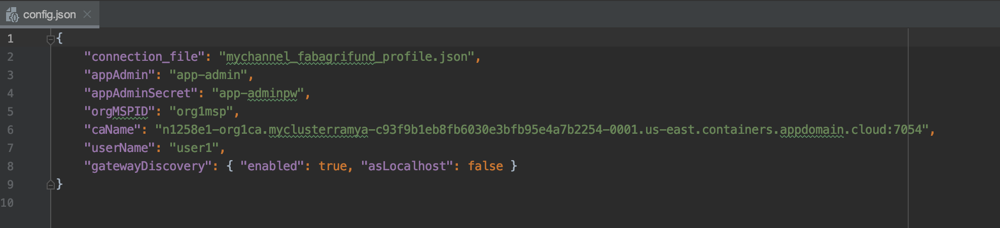 config.json
1 {
2 "connection_file": "mychannel_fabagrifund_profile.json",
3 "appAdmin": "app-admin",
4 "appAdminSecret": "app-adminpw",
5 "orgMSPID": "org1msp",
6 "caName": "n1258e1-org1ca.myclusterramya-c93f9b1eb8fb6030e3bfb95e4a7b2254-0001.us-east.containers.appdomain.cloud:7054",
7 "userName": "user1",
8 "gatewayDiscovery": { "enabled": true, "asLocalhost": false }
9 }
10